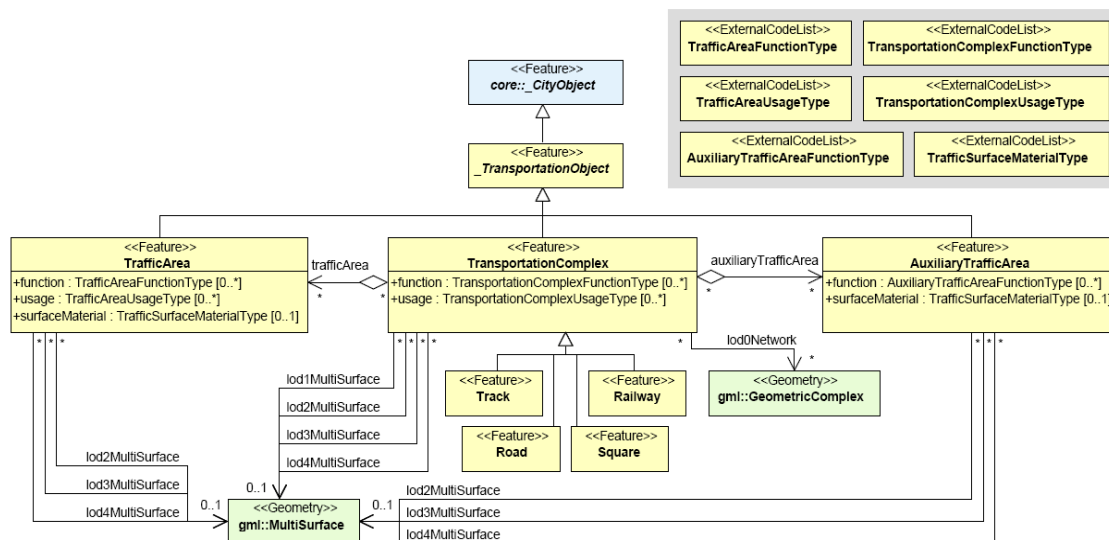 <<ExternalCodeList>>
TrafficAreaFunctionType
<<ExternalCodeList>>
TransportationComplexFunctionType
<<ExternalCodeList>>
TrafficAreaUsageType
<<ExternalCodeList>>
TransportationComplexUsageType
<<ExternalCodeList>>
AuxiliaryTrafficAreaFunctionType
<<ExternalCodeList>>
TrafficSurfaceMaterialType
<<Feature>>
core::_CityObject
<<Feature>>
_TransportationObject
<<Feature>>
TrafficArea
+function : TrafficAreaFunctionType [0..*]
+usage : TrafficAreaUsageType [0..*]
+surfaceMaterial : TrafficSurfaceMaterialType [0..1]
trafficArea
*
*
<<Feature>>
TransportationComplex
+function : TransportationComplexFunctionType [0..*]
+usage : TransportationComplexUsageType [0..*]
auxiliaryTrafficArea
*
*
<<Feature>>
AuxiliaryTrafficArea
+function : AuxiliaryTrafficAreaFunctionType [0..*]
+surfaceMaterial : TrafficSurfaceMaterialType [0..1]
* * *
* * * *
*
* * *
lod0Network
*
<<Geometry>>
gml::GeometricComplex
<<Feature>>
Track
<<Feature>>
Railway
<<Feature>>
Road
<<Feature>>
Square
lod1MultiSurface
lod2MultiSurface
lod3MultiSurface
lod4MultiSurface
0..1
lod2MultiSurface
lod3MultiSurface
lod4MultiSurface
0..1
<<Geometry>>
gml::MultiSurface
0..1
lod2MultiSurface
lod3MultiSurface
lod4MultiSurface